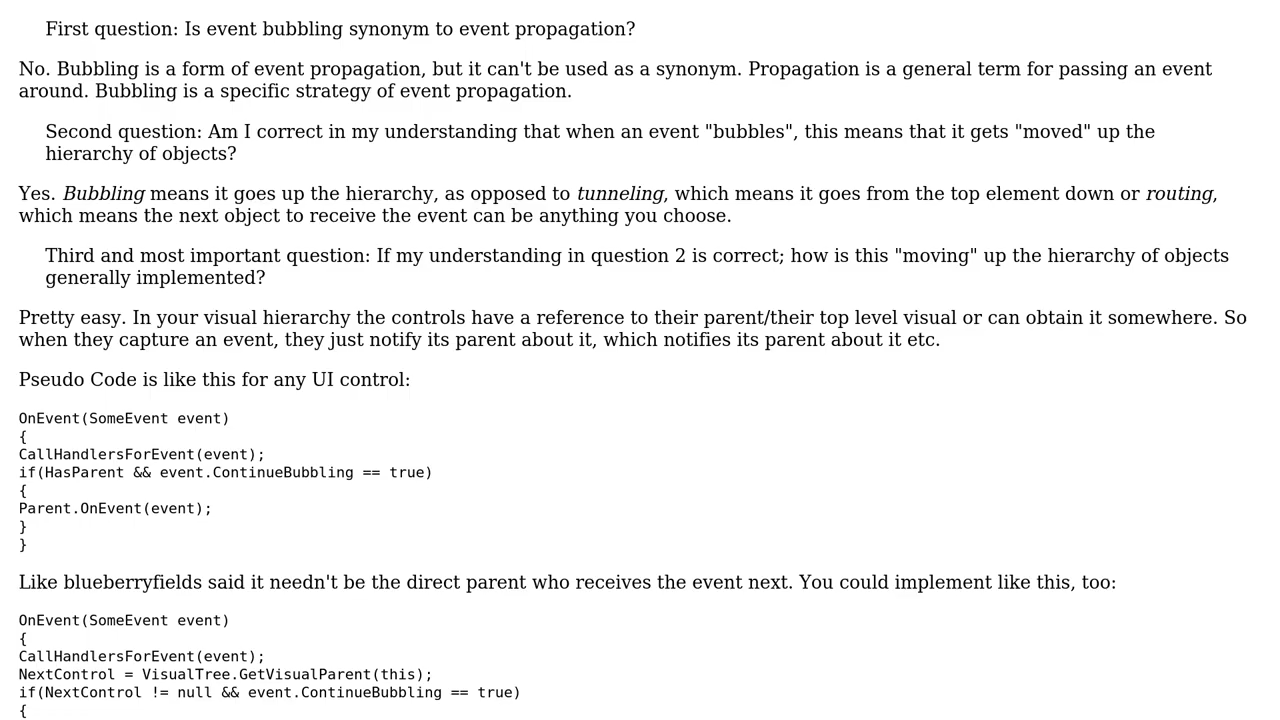 First question: Is event bubbling synonym to event propagation?
No. Bubbling is a form of event propagation, but it can't be used as a synonym. Propagation is a general term for passing an event
around. Bubbling is a specific strategy of event propagation.
Second question: Am I correct in my understanding that when an event "bubbles", this means that it gets "moved" up the
hierarchy of objects?
Yes. Bubbling means it goes up the hierarchy, as opposed to tunneling, which means it goes from the top element down or routing,
which means the next object to receive the event can be anything you choose.
Third and most important question: If my understanding in question 2 is correct; how is this "moving" up the hierarchy of objects
generally implemented?
Pretty easy. In your visual hierarchy the controls have a reference to their parent/their top level visual or can obtain it somewhere. So
when they capture an event, they just notify its parent about it, which notifies its parent about it etc.
Pseudo Code is like this for any UI control:
OnEvent(SomeEvent event)
{
CallHandlersForEvent(event);
if(HasParent && event.ContinueBubbling == true)
{
Parent.OnEvent(event);
}
}
Like blueberryfields said it needn't be the direct parent who receives the event next. You could implement like this, too:
OnEvent(SomeEvent event)
{
CallHandlersForEvent(event);
NextControl = VisualTree.GetVisualParent(this);
if(NextControl != null && event.ContinueBubbling == true)
{